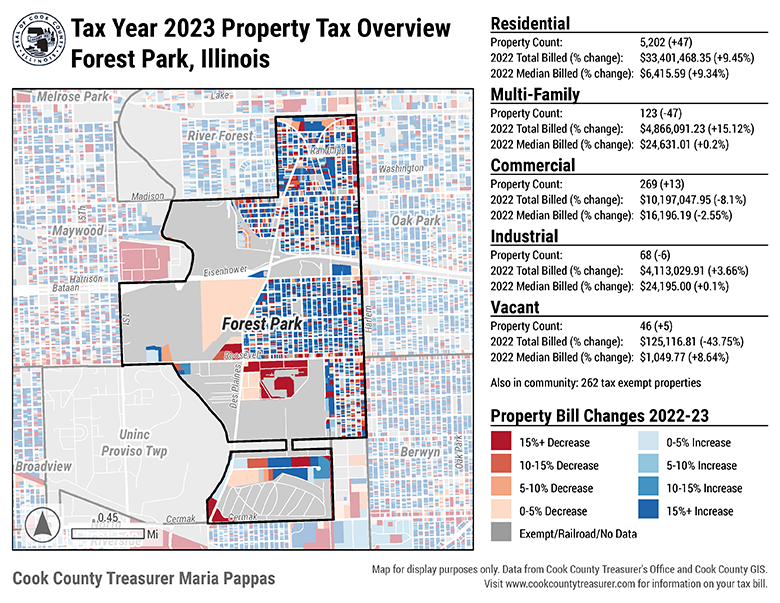 SEAL OF COOK COUNTY ILLINOIS
Tax Year 2023 Property Tax Overview
Forest Park, Illinois
Residential
Property Count: 5,202 (+47)
2022 Total Billed (% change): $33,401,468.35 (+9.45%)
2022 Median Billed (% change): $6,415.59 (+9.34%)
Multi-Family
Property Count: 123 (-47)
2022 Total Billed (% change): $4,866,091.23 (+15.12%)
2022 Median Billed (% change): $24,631.01 (+0.2%)
Commercial
Property Count: 269 (+13)
2022 Total Billed (% change): $10,197,047.95 (-8.1%)
2022 Median Billed (% change): $16,196.19 (-2.55%)
Industrial
Property Count: 68 (-6)
2022 Total Billed (% change): $4,113,029.91 (+3.66%)
2022 Median Billed (% change): $24,195.00 (+0.1%)
Vacant
Property Count: 46 (+5)
2022 Total Billed (% change): $125,116.81 (-43.75%)
2022 Median Billed (% change): $1,049.77 (+8.64%)
Also in community: 262 tax exempt properties
Property Bill Changes 2022-23
15%+ Decrease
10-15% Decrease
5-10% Decrease
0-5% Decrease
Exempt/Railroad/No Data
0-5% Increase
5-10% Increase
10-15% Increase
15%+ Increase
Melrose Park
Lake
River Forest
Randolph
Washington
Madison
15Th
Maywood
Oak Park
Eisenhower
Harrison
Bataan
1ST
Forest Park
Harlem
Roosevelt
Des Plaines
Uninc
Proviso Twp
Broadview
Berwyn
Oak Park
Cermak
Cermak
North
Riverside
0.45
Mi
Cook County Treasurer Maria Pappas
Map for display purposes only. Data from Cook County Treasurer's Office and Cook County GIS.
Visit www.cookcountytreasurer.com for information on your tax bill.